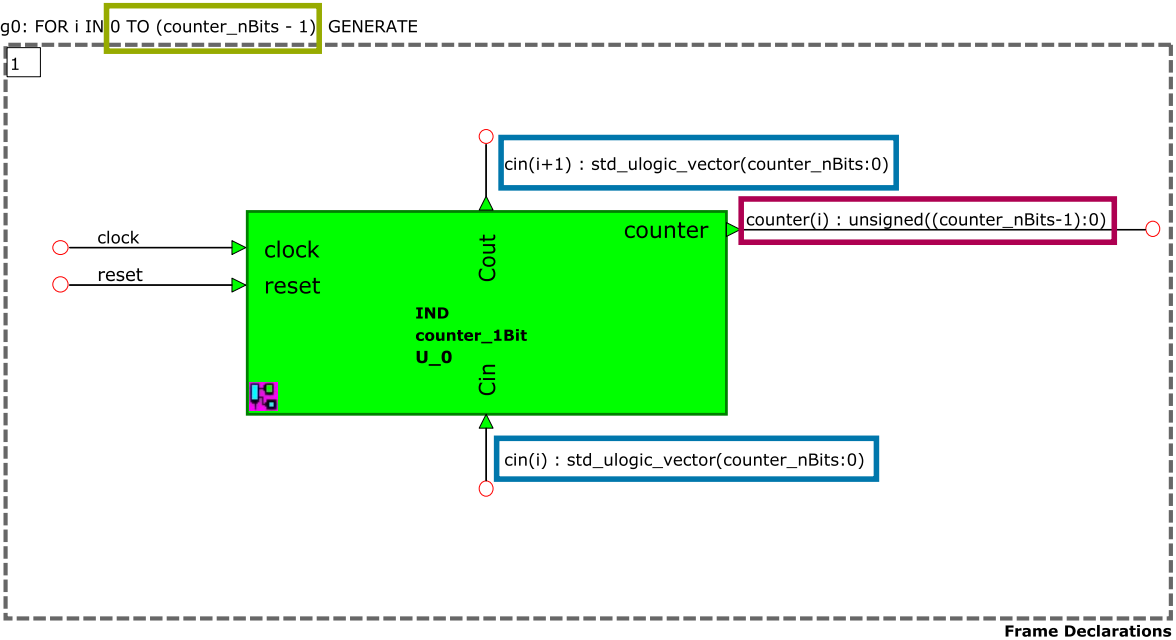 g0: FOR i IN 0 TO (counter_nBits - 1) GENERATE
1
cin(i+1) : std_ulogic_vector(counter_nBits:0)
counter(i) : unsigned((counter_nBits-1):0)
clock
reset
clock
reset
Cout
counter
IND
counter_1Bit
U_0
Cin
cin(i) : std_ulogic_vector(counter_nBits:0)
Frame Declarations